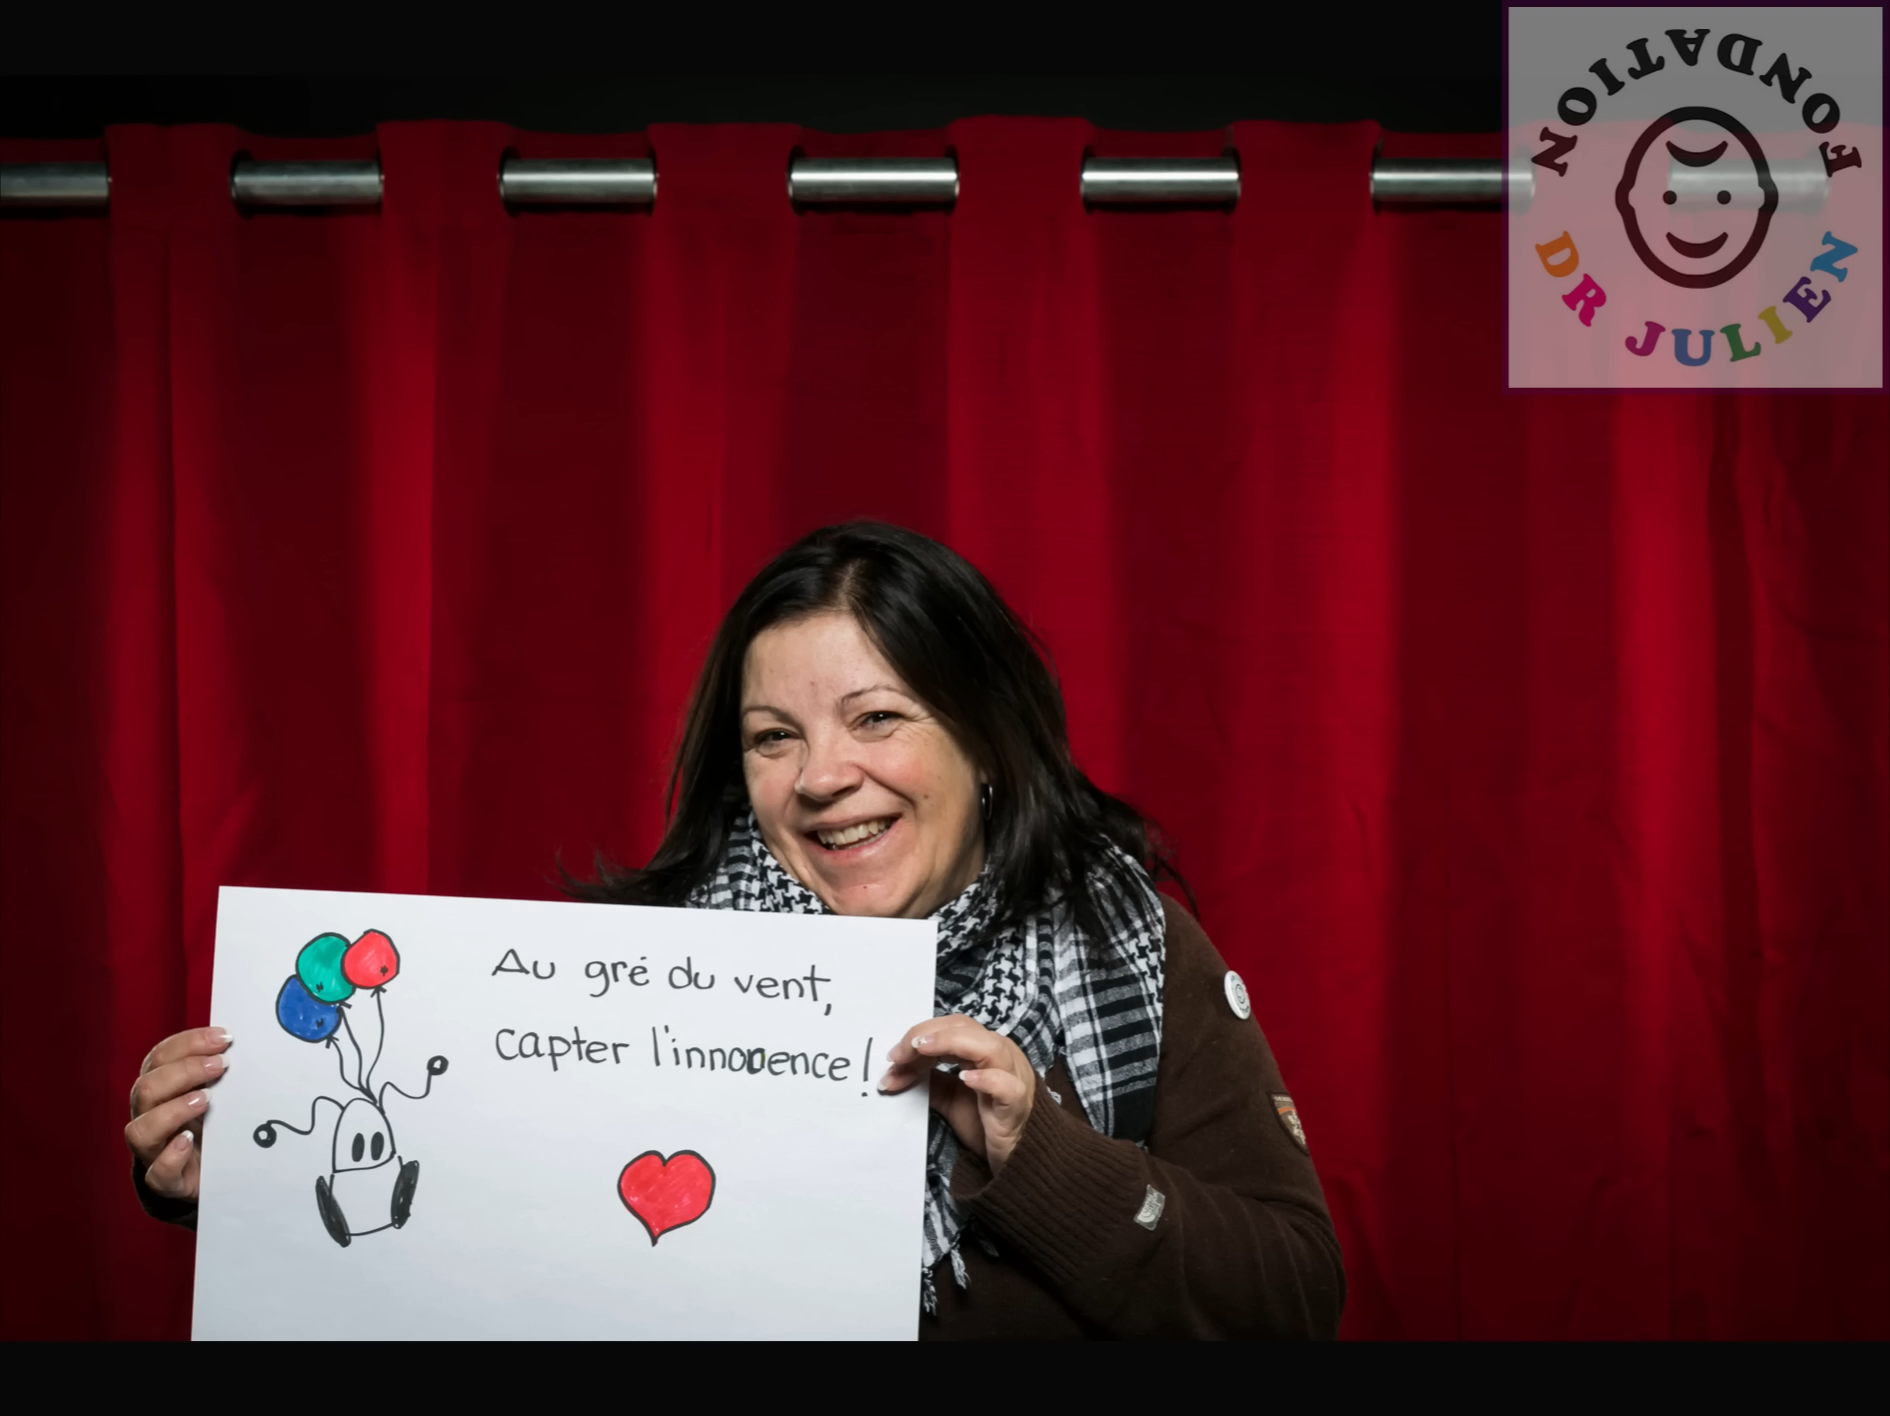 FONDATION
DR JULIEN
Au gré du vent,
capter l'innocence!